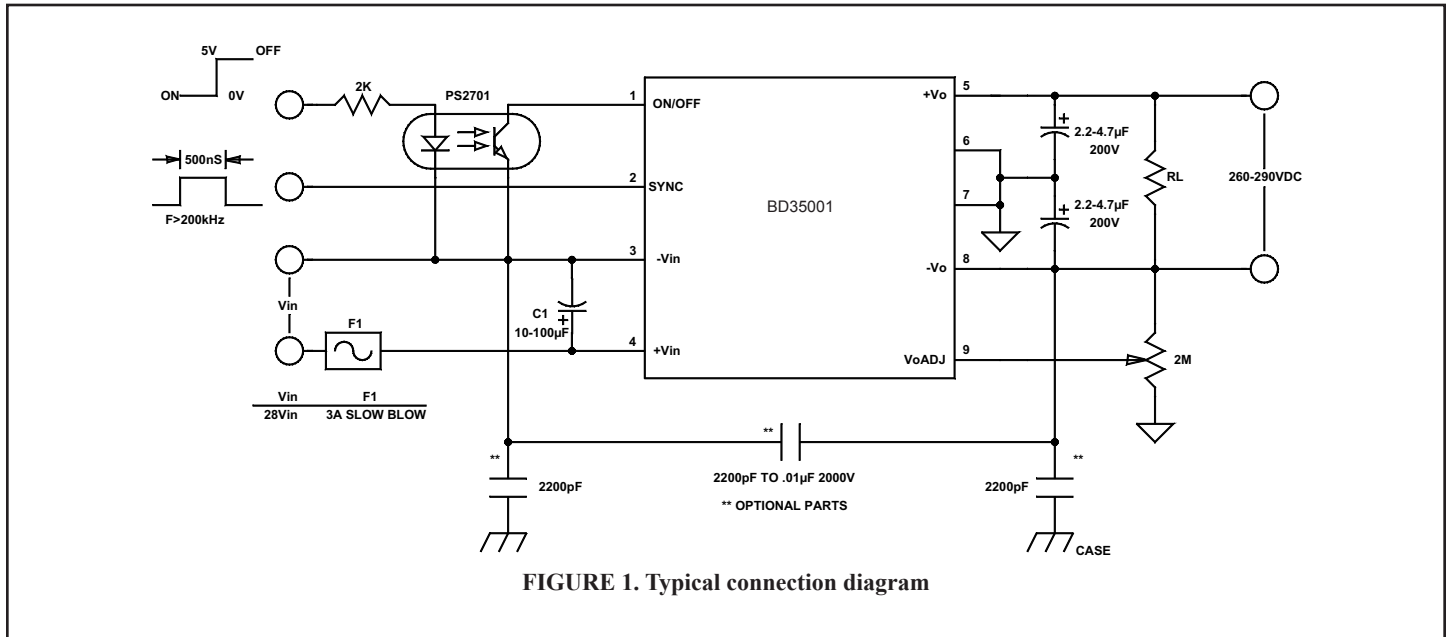 5V OFF
ON 0V
2K
PS2701
500nS
F>200kHz
Vin
F1
Vin F1
28Vin 3A SLOW BLOW
C1
10-100µF
1 ON/OFF
2 SYNC
3 -Vin
4 +Vin
BD35001
+Vo 5
6
7
-Vo 8
VoADJ 9
+
2.2-4.7µF
200V
+
2.2-4.7µF
200V
RL
260-290VDC
2M
+
**
2200pF
**
2200pF TO .01µF 2000V
** OPTIONAL PARTS
**
2200pF
CASE
FIGURE 1. Typical connection diagram